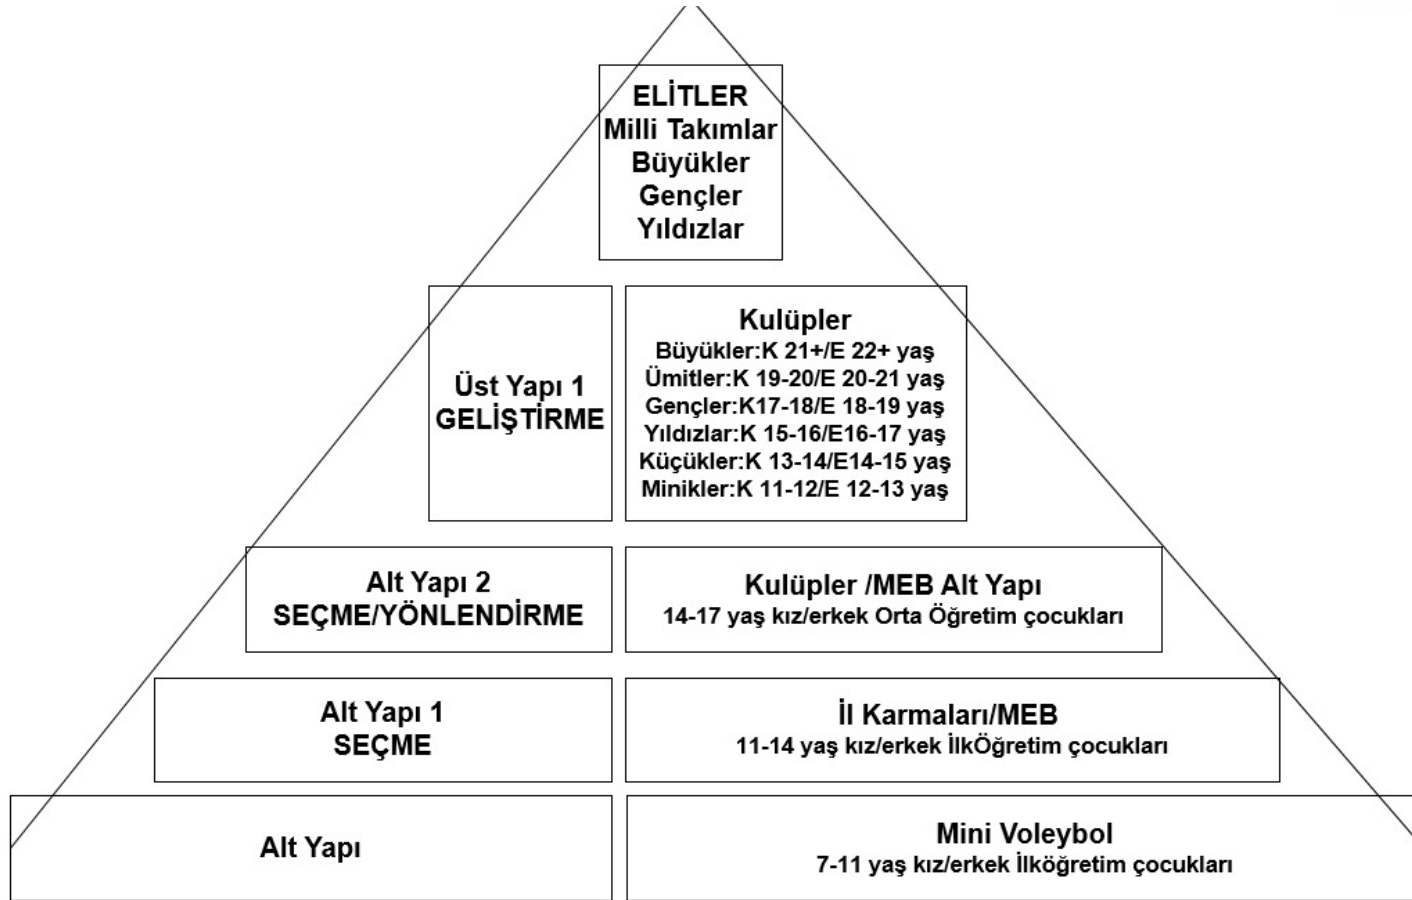 ELİTLER
Milli Takımlar
Büyükler
Gençler
Yıldızlar
Üst Yapı 1
GELİŞTİRME
Kulüpler
Büyükler:K 21+/E 22+ yaş
Ümitler:K 19-20/E 20-21 yaş
Gençler:K17-18/E 18-19 yaş
Yıldızlar:K 15-16/E16-17 yaş
Küçükler:K 13-14/E14-15 yaş
Minikler:K 11-12/E 12-13 yaş
Alt Yapı 2
SEÇME/YÖNLENDİRME
Kulüpler /MEB Alt Yapı
14-17 yaş kız/erkek Orta Öğretim çocukları
Alt Yapı 1
SEÇME
İl Karmaları/MEB
11-14 yaş kız/erkek İlkÖğretim çocukları
Alt Yapı
Mini Voleybol
7-11 yaş kız/erkek İlköğretim çocukları